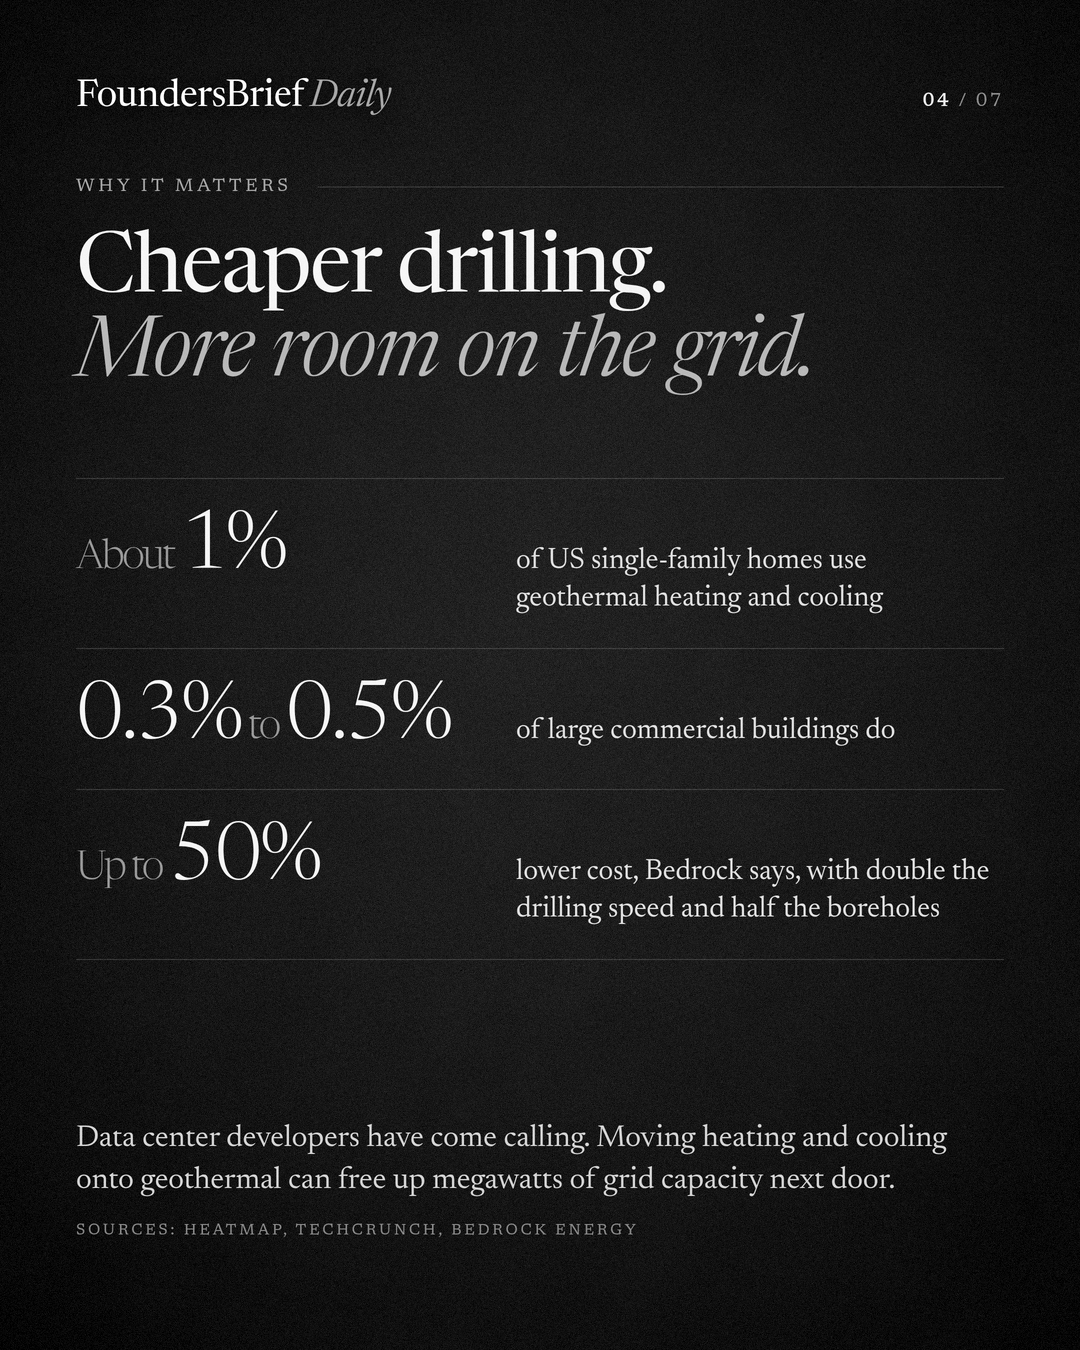 FoundersBrief Daily
04 / 07
WHY IT MATTERS
Cheaper drilling.
More room on the grid.
About 1%
of US single-family homes use
geothermal heating and cooling
0.3% to 0.5%
of large commercial buildings do
Up to 50%
lower cost, Bedrock says, with double the
drilling speed and half the boreholes
Data center developers have come calling. Moving heating and cooling
onto geothermal can free up megawatts of grid capacity next door.
SOURCES: HEATMAP, TECHCRUNCH, BEDROCK ENERGY